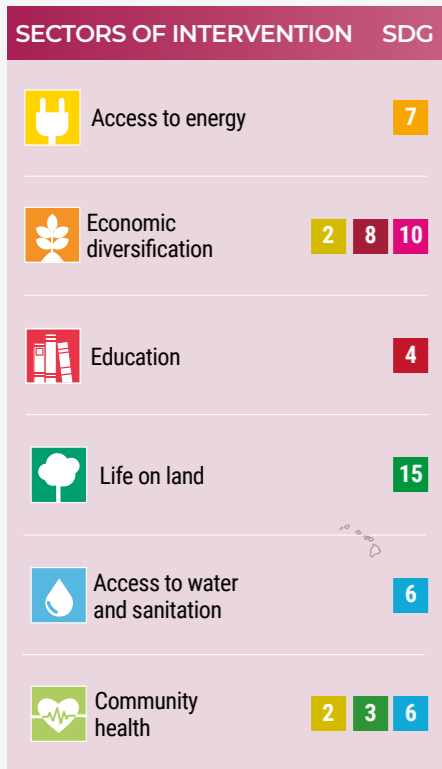 SECTORS OF INTERVENTION SDG
Access to energy 7
Economic
diversification 2 8 10
Education 4
Life on land 15
Access to water
and sanitation 6
Community
health 2 3 6